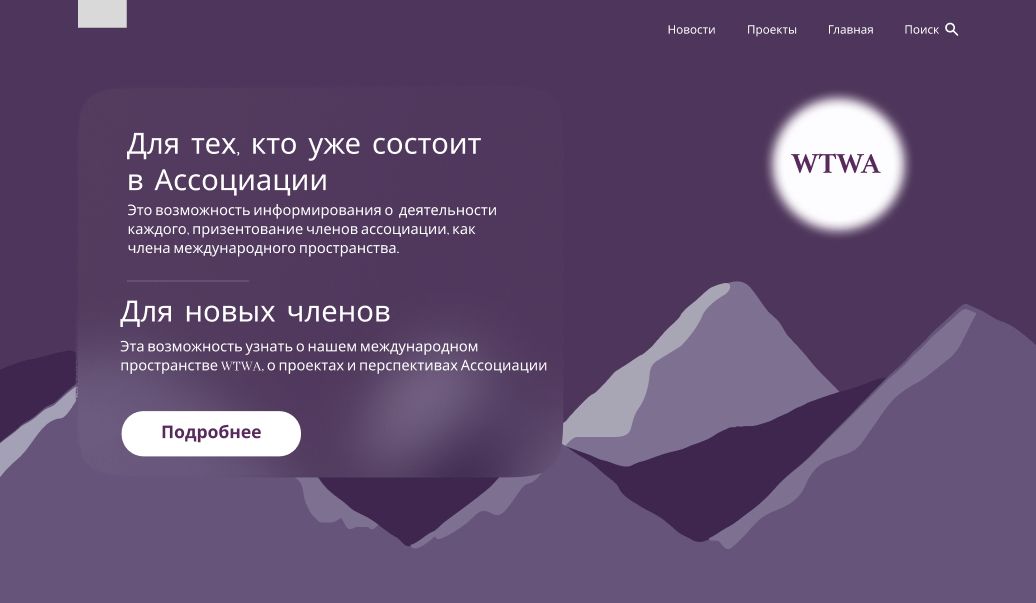 Новости Проекты Главная Поиск
Для тех, кто уже состоит
в Ассоциации
Это возможность информирования о деятельности
каждого, призентование членов ассоциации, как
члена международного пространства.
WTWA
Для новых членов
Эта возможность узнать о нашем международном
пространстве WTWA, о проектах и перспективах Ассоциации
Подробнее